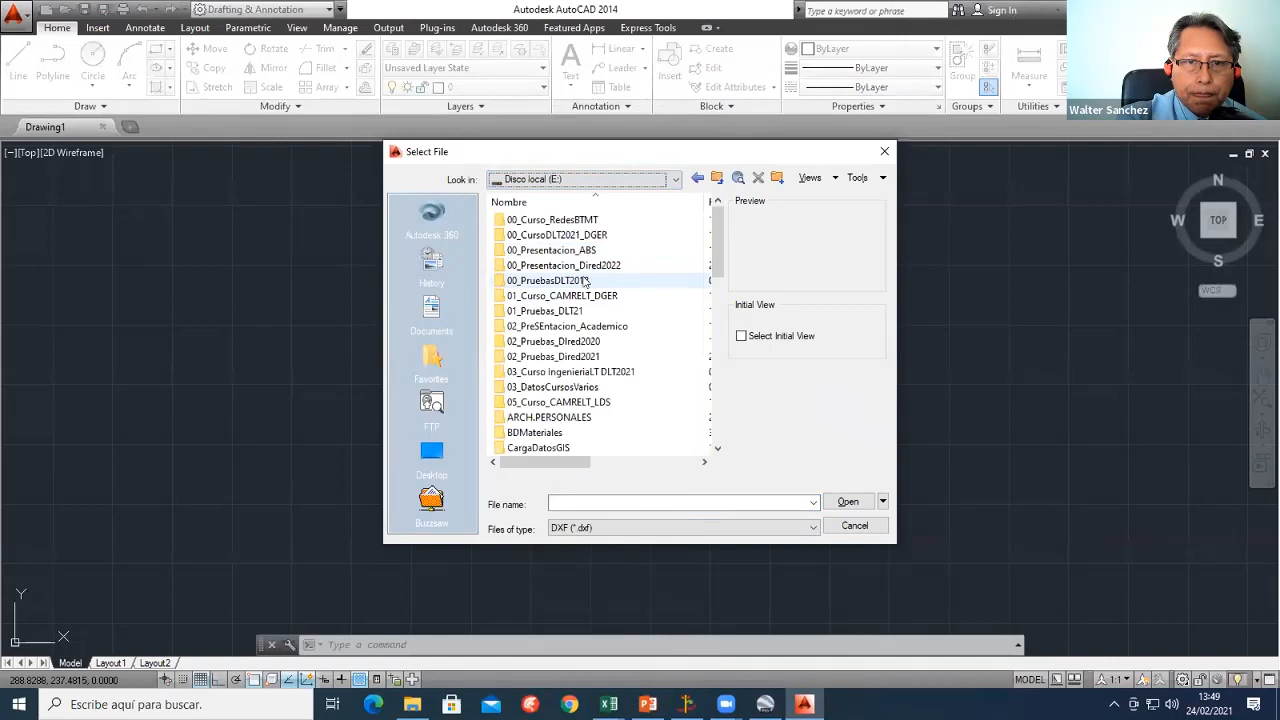 Drafting & Annotation
Autodesk AutoCAD 2014
Type a keyword or phrase
Sign In
Home Insert Annotate Layout Parametric View Manage Output Plug-ins Autodesk 360 Featured Apps Express Tools
Line Polyline Circle Arc
Move Rotate Trim
Copy Mirror Fillet
Stretch Scale Array
Unsaved Layer State
0
Text
Linear
Leader
Table
Insert
Create
Edit
Edit Attributes
ByLayer
ByLayer
ByLayer
Group
Measure
Draw Modify Layers Annotation Block Properties Groups Utilities
Walter Sanchez
Drawing1
[−][Top][2D Wireframe]
Select File
Look in:
Disco local (E:)
Views
Tools
Nombre
00_Curso_RedesBTMT
00_CursoDLT2021_DGER
00_Presentacion_ABS
00_Presentacion_Dired2022
01_Curso_CAMRELT_DGER
01_Pruebas_DLT21
02_PreSEntacion_Academico
02_Pruebas_DIred2020
02_Pruebas_DIred2021
03_Curso IngenieriaLT DLT2021
03_DatosCursosVarios
05_Curso_CAMRELT_LDS
ARCH.PERSONALES
BDMateriales
CargaDatosGIS
Autodesk 360
History
Documents
Favorites
FTP
Desktop
Buzzsaw
Preview
Initial View
Select Initial View
File name:
Open
Files of type:
DXF (*.dxf)
Cancel
N
W TOP E
S
WCS
Y
X
Type a command
Model Layout1 Layout2
288.8288, 237.4815, 0.0000
MODEL
1:1
Escribe aquí para buscar.
13:49
24/02/2021